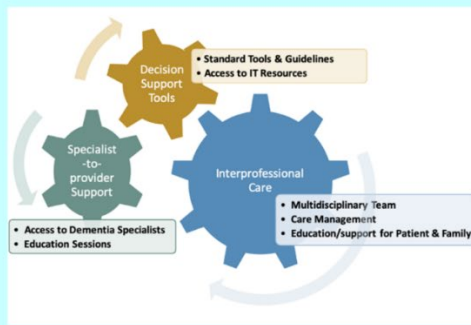 Decision
Support
Tools
• Standard Tools & Guidelines
• Access to IT Resources
Specialist
-to-
provider
Support
• Access to Dementia Specialists
• Education Sessions
Interprofessional
Care
• Multidisciplinary Team
• Care Management
• Education/support for Patient & Family